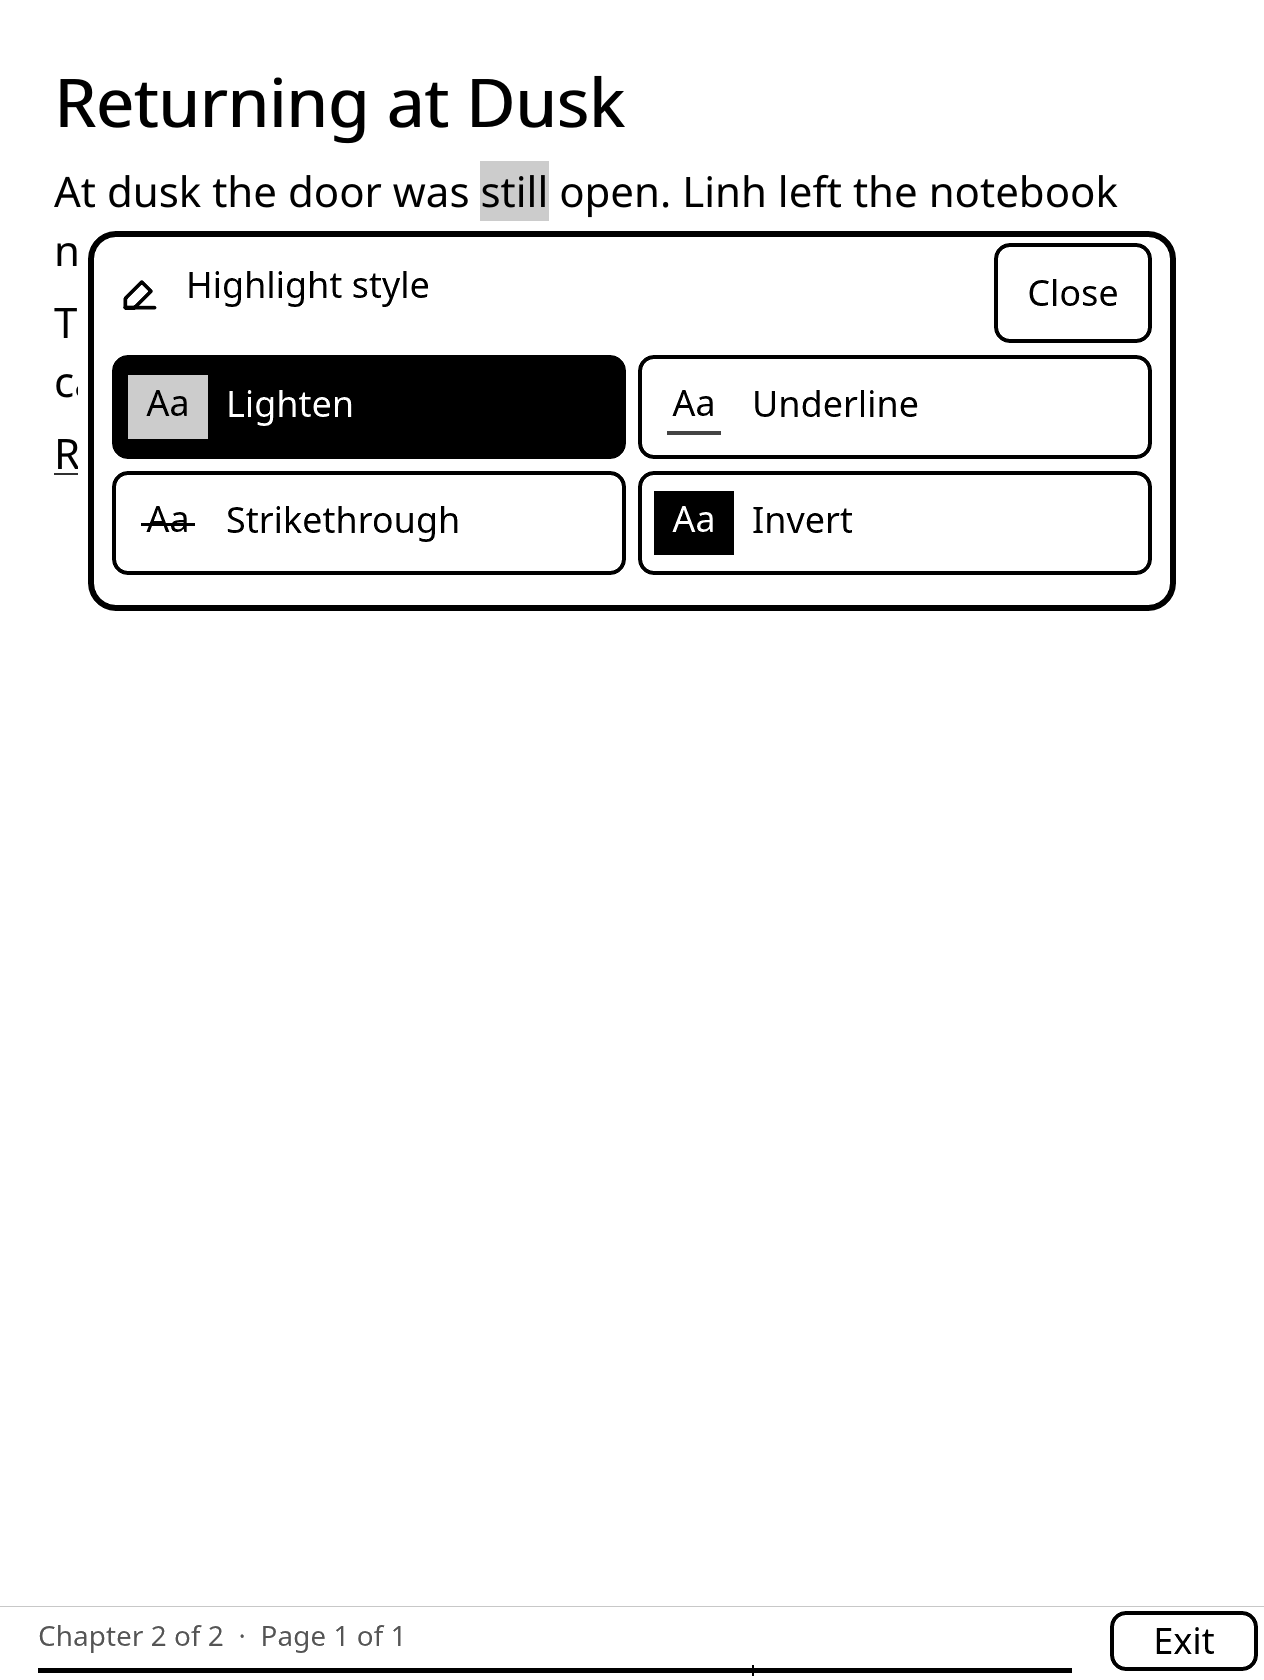 Returning at Dusk
At dusk the door was still open. Linh left the notebook
Highlight style
Close
Aa Lighten
Aa Underline
Aa Strikethrough
Aa Invert
Chapter 2 of 2 · Page 1 of 1
Exit